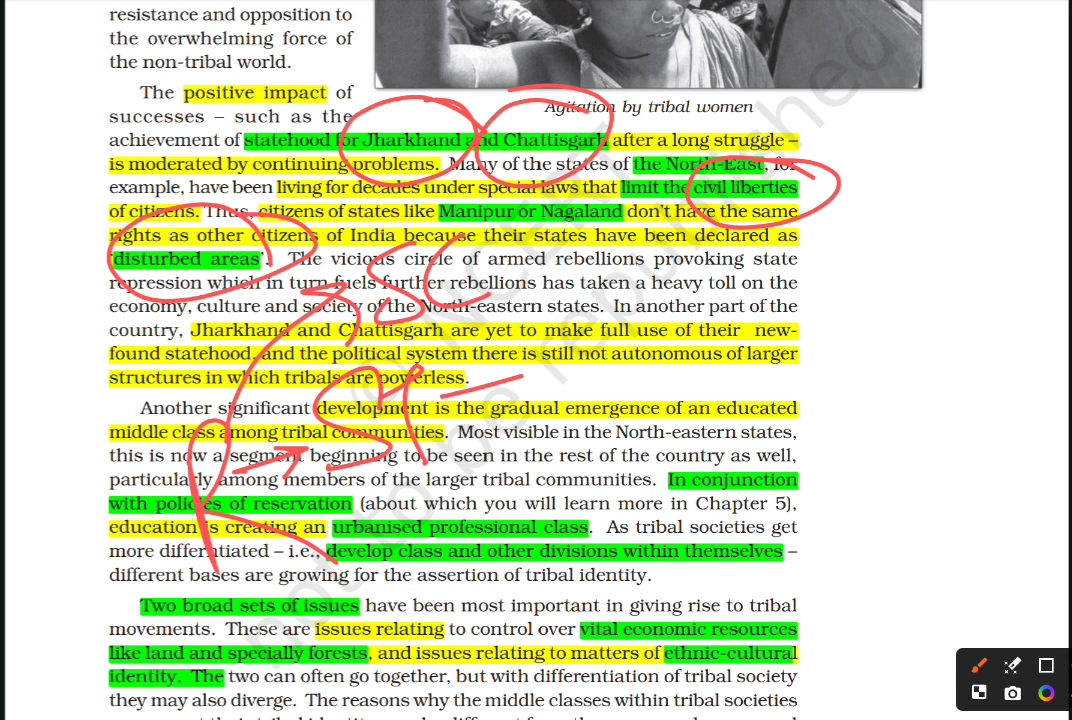 resistance and opposition to
the overwhelming force of
the non-tribal world.
Agitation by tribal women
The positive impact of
successes – such as the
achievement of statehood for Jharkhand and Chattisgarh after a long struggle –
is moderated by continuing problems. Many of the states of the North-East, for
example, have been living for decades under special laws that limit the civil liberties
of citizens. Thus, citizens of states like Manipur or Nagaland don't have the same
rights as other citizens of India because their states have been declared as
'disturbed areas'. The vicious circle of armed rebellions provoking state
repression which in turn fuels further rebellions has taken a heavy toll on the
economy, culture and society of the North-eastern states. In another part of the
country, Jharkhand and Chattisgarh are yet to make full use of their new-
found statehood, and the political system there is still not autonomous of larger
structures in which tribals are powerless.
Another significant development is the gradual emergence of an educated
middle class among tribal communities. Most visible in the North-eastern states,
this is now a segment beginning to be seen in the rest of the country as well,
particularly among members of the larger tribal communities. In conjunction
with policies of reservation (about which you will learn more in Chapter 5),
education is creating an urbanised professional class. As tribal societies get
more differentiated – i.e., develop class and other divisions within themselves –
different bases are growing for the assertion of tribal identity.
Two broad sets of issues have been most important in giving rise to tribal
movements. These are issues relating to control over vital economic resources
like land and specially forests, and issues relating to matters of ethnic-cultural
identity. The two can often go together, but with differentiation of tribal society
they may also diverge. The reasons why the middle classes within tribal societies
© NCERT
not to be republished